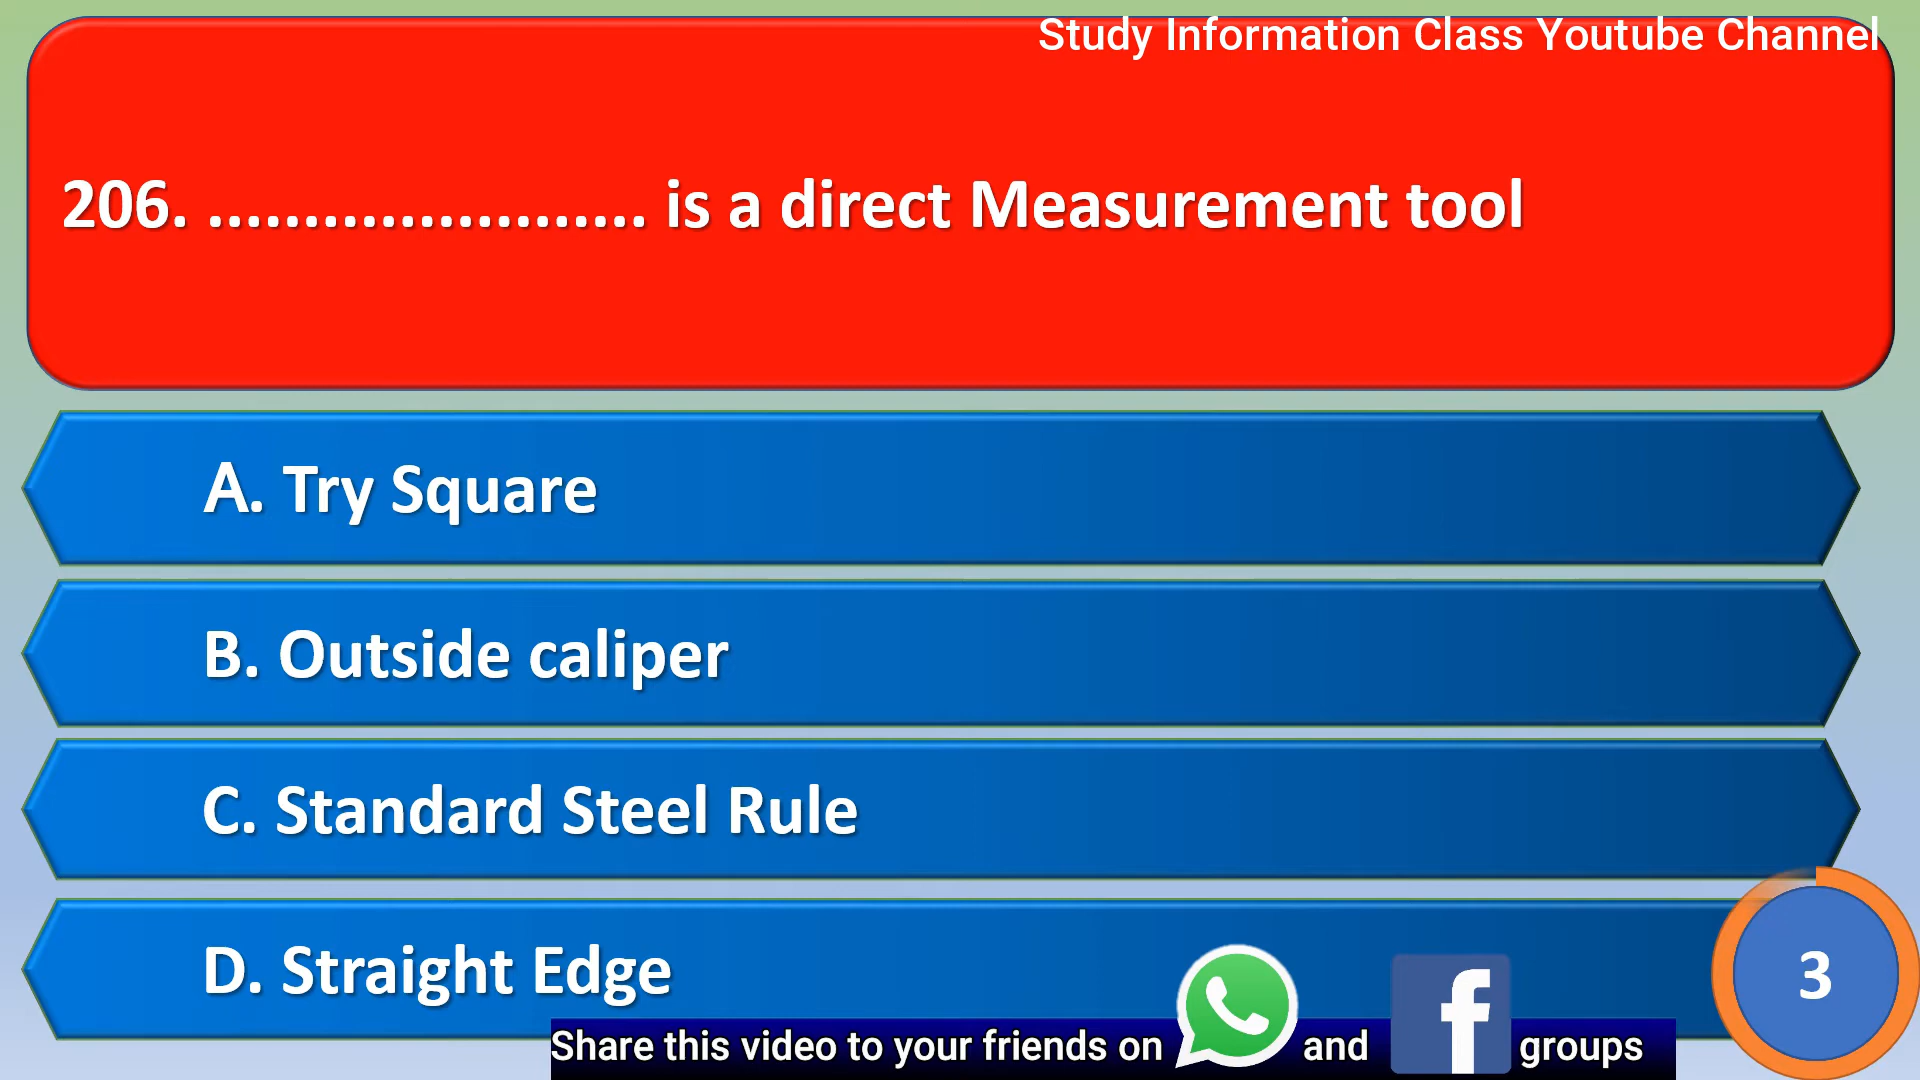 Study Information Class Youtube Channel
206. ....................... is a direct Measurement tool
A. Try Square
B. Outside caliper
C. Standard Steel Rule
D. Straight Edge
3
Share this video to your friends on and f groups